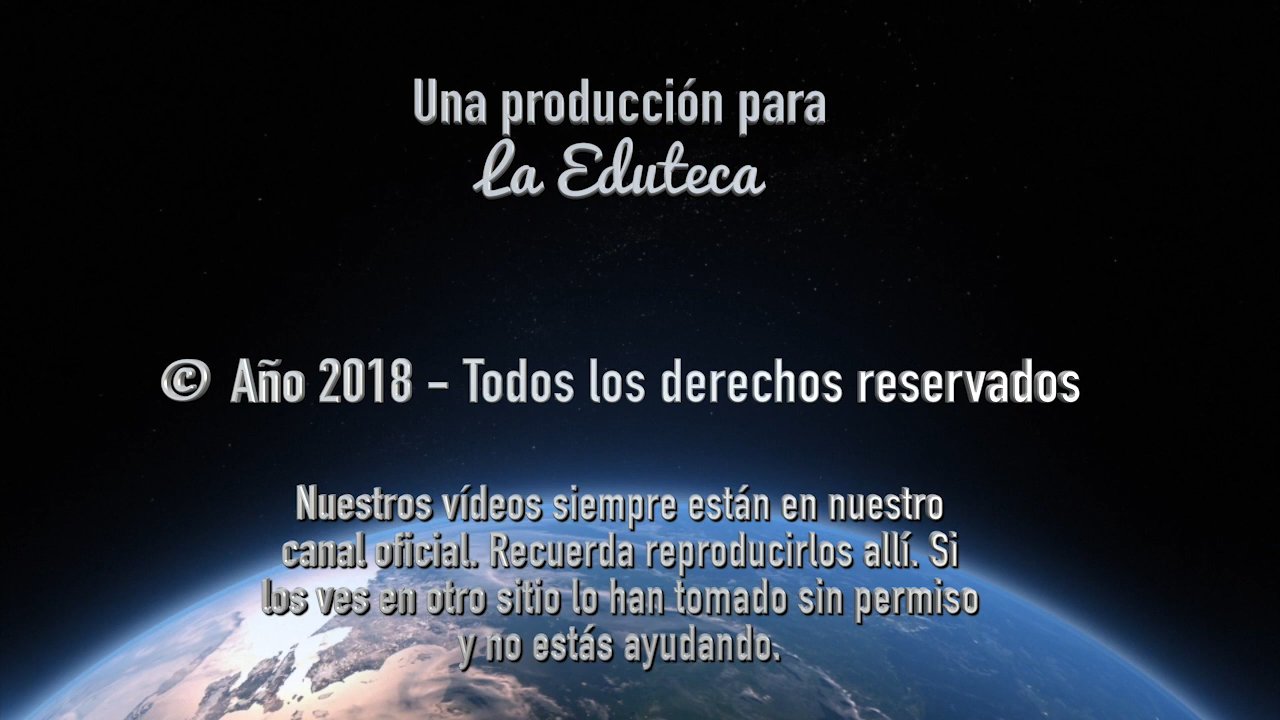 Una producción para
La Eduteca
© Año 2018 - Todos los derechos reservados
Nuestros vídeos siempre están en nuestro
canal oficial. Recuerda reproducirlos allí. Si
los ves en otro sitio lo han tomado sin permiso
y no estás ayudando.